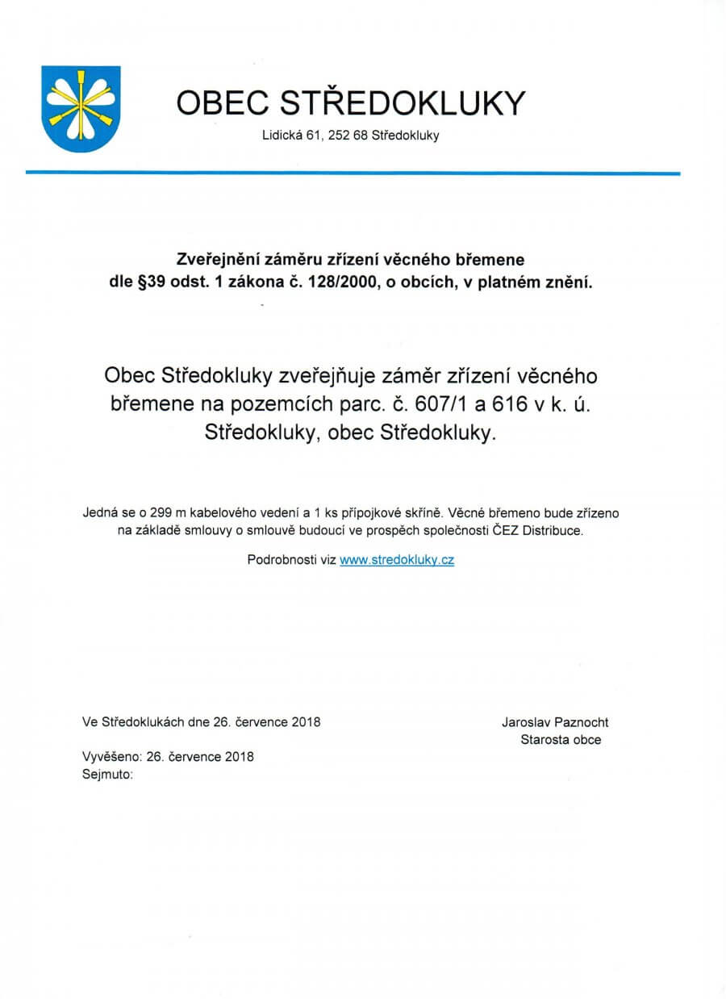 OBEC STŘEDOKLUKY
Lidická 61, 252 68 Středokluky
Zveřejnění záměru zřízení věcného břemene
dle §39 odst. 1 zákona č. 128/2000, o obcích, v platném znění.
Obec Středokluky zveřejňuje záměr zřízení věcného
břemene na pozemcích parc. č. 607/1 a 616 v k. ú.
Středokluky, obec Středokluky.
Jedná se o 299 m kabelového vedení a 1 ks přípojkové skříně. Věcné břemeno bude zřízeno
na základě smlouvy o smlouvě budoucí ve prospěch společnosti ČEZ Distribuce.
Podrobnosti viz www.stredokluky.cz
Ve Středoklukách dne 26. července 2018
Jaroslav Paznocht
Starosta obce
Vyvěšeno: 26. července 2018
Sejmuto: